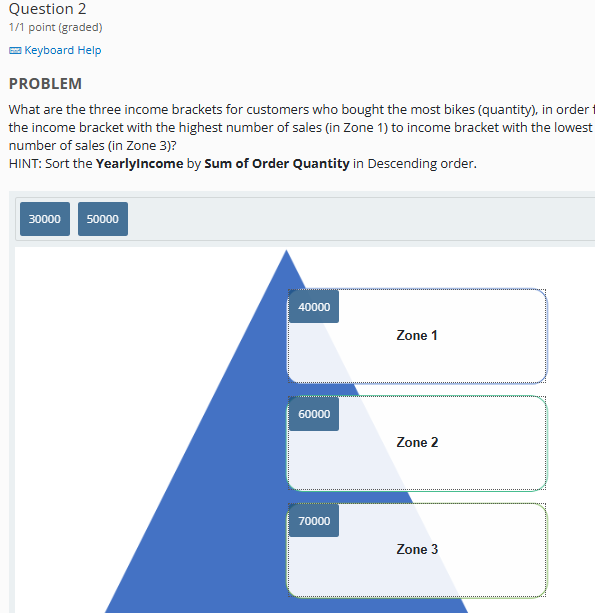 Question 2
1/1 point (graded)
Keyboard Help
PROBLEM
What are the three income brackets for customers who bought the most bikes (quantity), in order
the income bracket with the highest number of sales (in Zone 1) to income bracket with the lowest
number of sales (in Zone 3)?
HINT: Sort the YearlyIncome by Sum of Order Quantity in Descending order.
30000 50000
40000
Zone 1
60000
Zone 2
70000
Zone 3